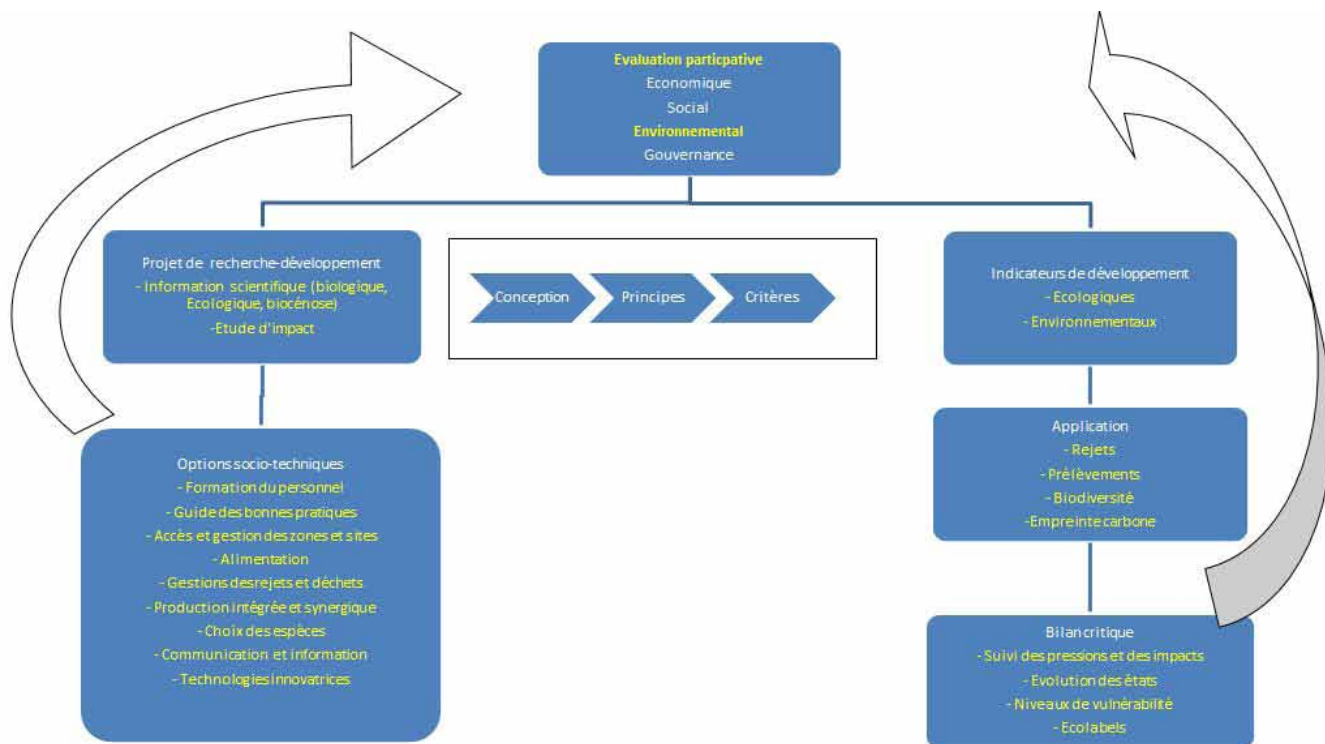 Evaluation particpative
Economique
Social
Environnemental
Gouvernance
Projet de recherche-développement
- Information scientifique (biologique,
Ecologique, biocénose)
-Etude d'impact
Conception
Principes
Critères
Indicateurs de développement
- Ecologiques
- Environnementaux
Options socio-techniques
- Formation du personnel
- Guide des bonnes pratiques
- Accès et gestion des zones et sites
- Alimentation
- Gestions des rejets et déchets
- Production intégrée et synergique
- Choix des espèces
- Communication et information
- Technologies innovatrices
Application
- Rejets
- Prélèvements
- Biodiversité
-Empreinte carbone
Bilan critique
- Suivi des pressions et des impacts
- Evolution des états
- Niveaux de vulnérabilité
- Ecolabels